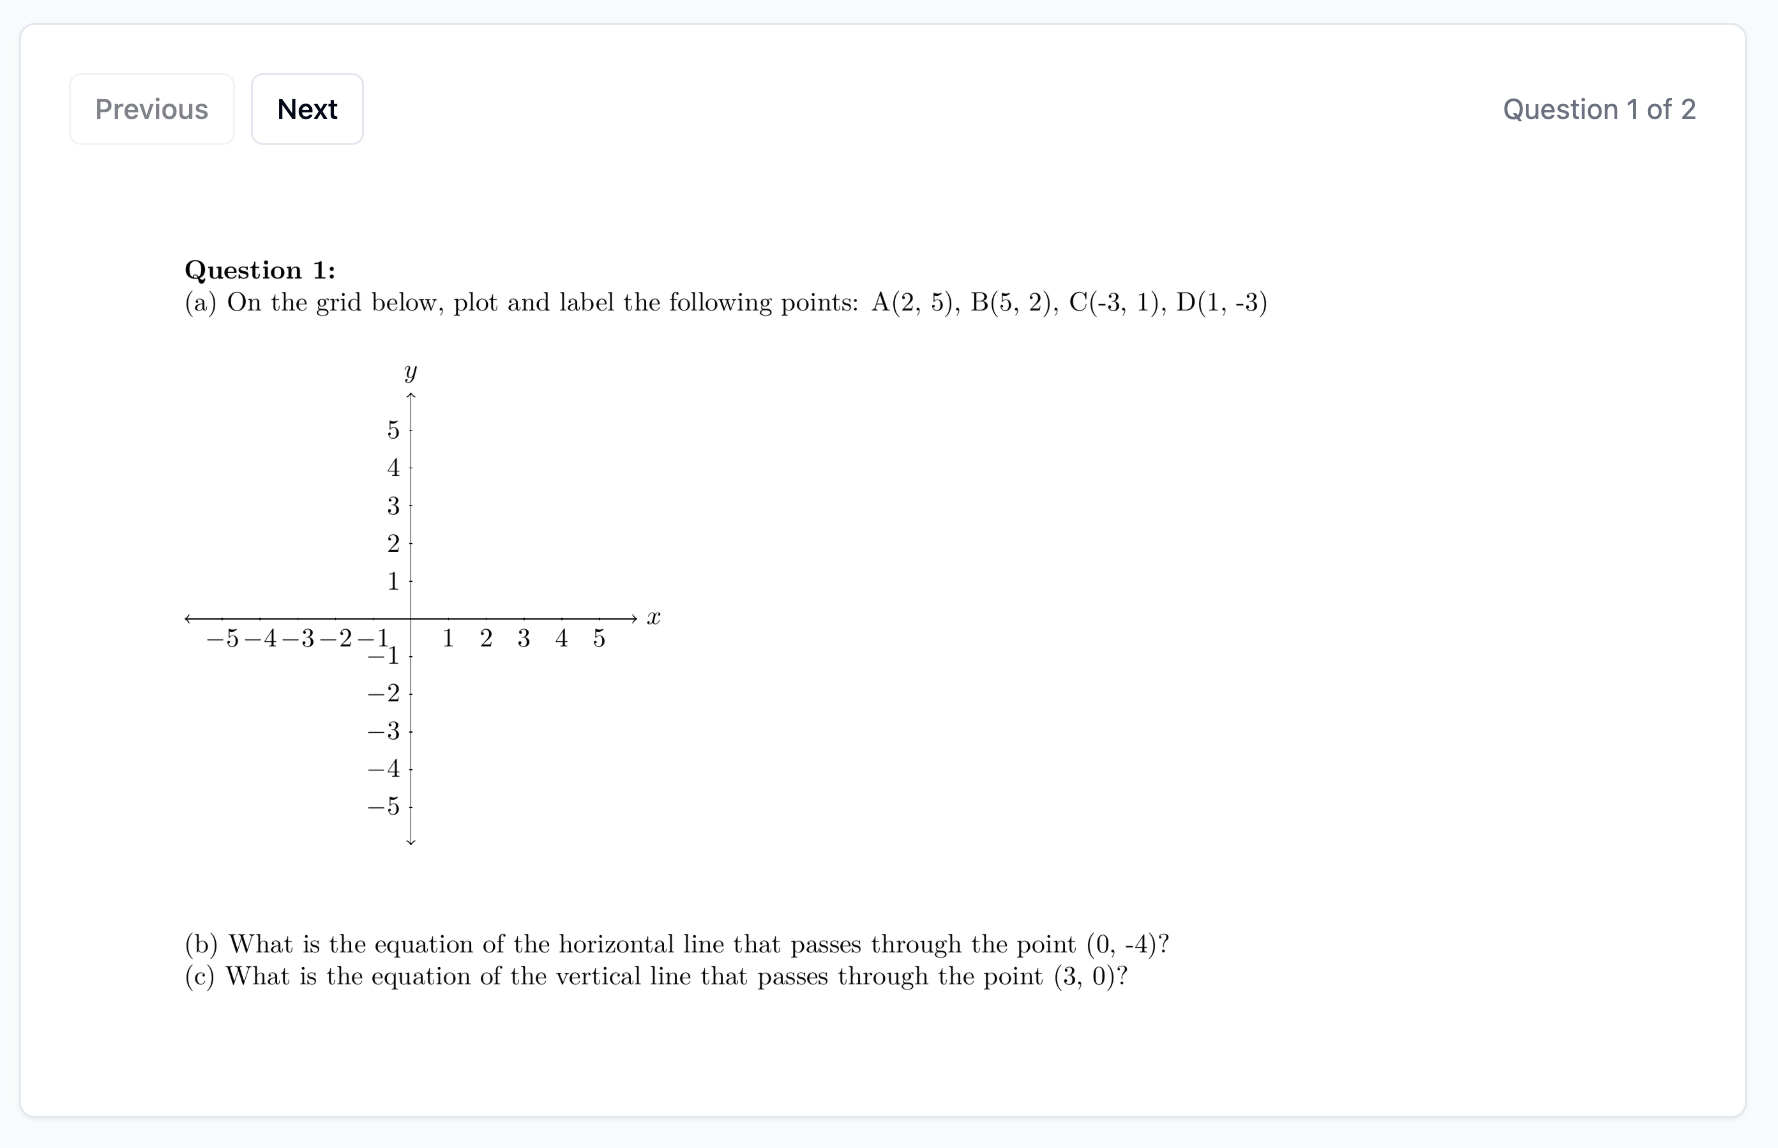 Previous
Next
Question 1 of 2
Question 1:
(a) On the grid below, plot and label the following points: A(2, 5), B(5, 2), C(-3, 1), D(1, -3)
y
5
4
3
2
1
x
−5 −4 −3 −2 −1 1 2 3 4 5
−1
−2
−3
−4
−5
(b) What is the equation of the horizontal line that passes through the point (0, -4)?
(c) What is the equation of the vertical line that passes through the point (3, 0)?